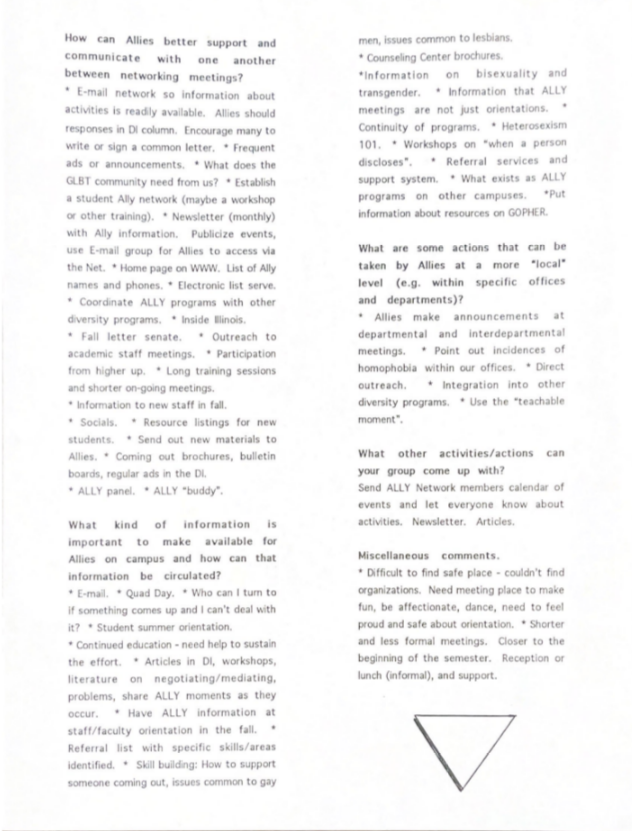 How can Allies better support and
communicate with one another
between networking meetings?
* E-mail network so information about
activities is readily available. Allies should
responses in DI column. Encourage many to
write or sign a common letter. * Frequent
ads or announcements. * What does the
GLBT community need from us? * Establish
a student Ally network (maybe a workshop
or other training). * Newsletter (monthly)
with Ally information. Publicize events,
use E-mail group for Allies to access via
the Net. * Home page on WWW. List of Ally
names and phones. * Electronic list serve.
* Coordinate ALLY programs with other
diversity programs. * Inside Illinois.
* Fall letter senate. * Outreach to
academic staff meetings. * Participation
from higher up. * Long training sessions
and shorter on-going meetings.
* Information to new staff in fall.
* Socials. * Resource listings for new
students. * Send out new materials to
Allies. * Coming out brochures, bulletin
boards, regular ads in the DI.
* ALLY panel. * ALLY "buddy".
What kind of information is
important to make available for
Allies on campus and how can that
information be circulated?
* E-mail. * Quad Day. * Who can I turn to
if something comes up and I can't deal with
it? * Student summer orientation.
* Continued education - need help to sustain
the effort. * Articles in DI, workshops,
literature on negotiating/mediating,
problems, share ALLY moments as they
occur. * Have ALLY information at
staff/faculty orientation in the fall. *
Referral list with specific skills/areas
identified. * Skill building: How to support
someone coming out, issues common to gay
men, issues common to lesbians.
* Counseling Center brochures.
*Information on bisexuality and
transgender. * Information that ALLY
meetings are not just orientations. *
Continuity of programs. * Heterosexism
101. * Workshops on "when a person
discloses". * Referral services and
support system. * What exists as ALLY
programs on other campuses. *Put
information about resources on GOPHER.
What are some actions that can be
taken by Allies at a more "local"
level (e.g. within specific offices
and departments)?
* Allies make announcements at
departmental and interdepartmental
meetings. * Point out incidences of
homophobia within our offices. * Direct
outreach. * Integration into other
diversity programs. * Use the "teachable
moment".
What other activities/actions can
your group come up with?
Send ALLY Network members calendar of
events and let everyone know about
activities. Newsletter. Articles.
Miscellaneous comments.
* Difficult to find safe place - couldn't find
organizations. Need meeting place to make
fun, be affectionate, dance, need to feel
proud and safe about orientation. * Shorter
and less formal meetings. Closer to the
beginning of the semester. Reception or
lunch (informal), and support.